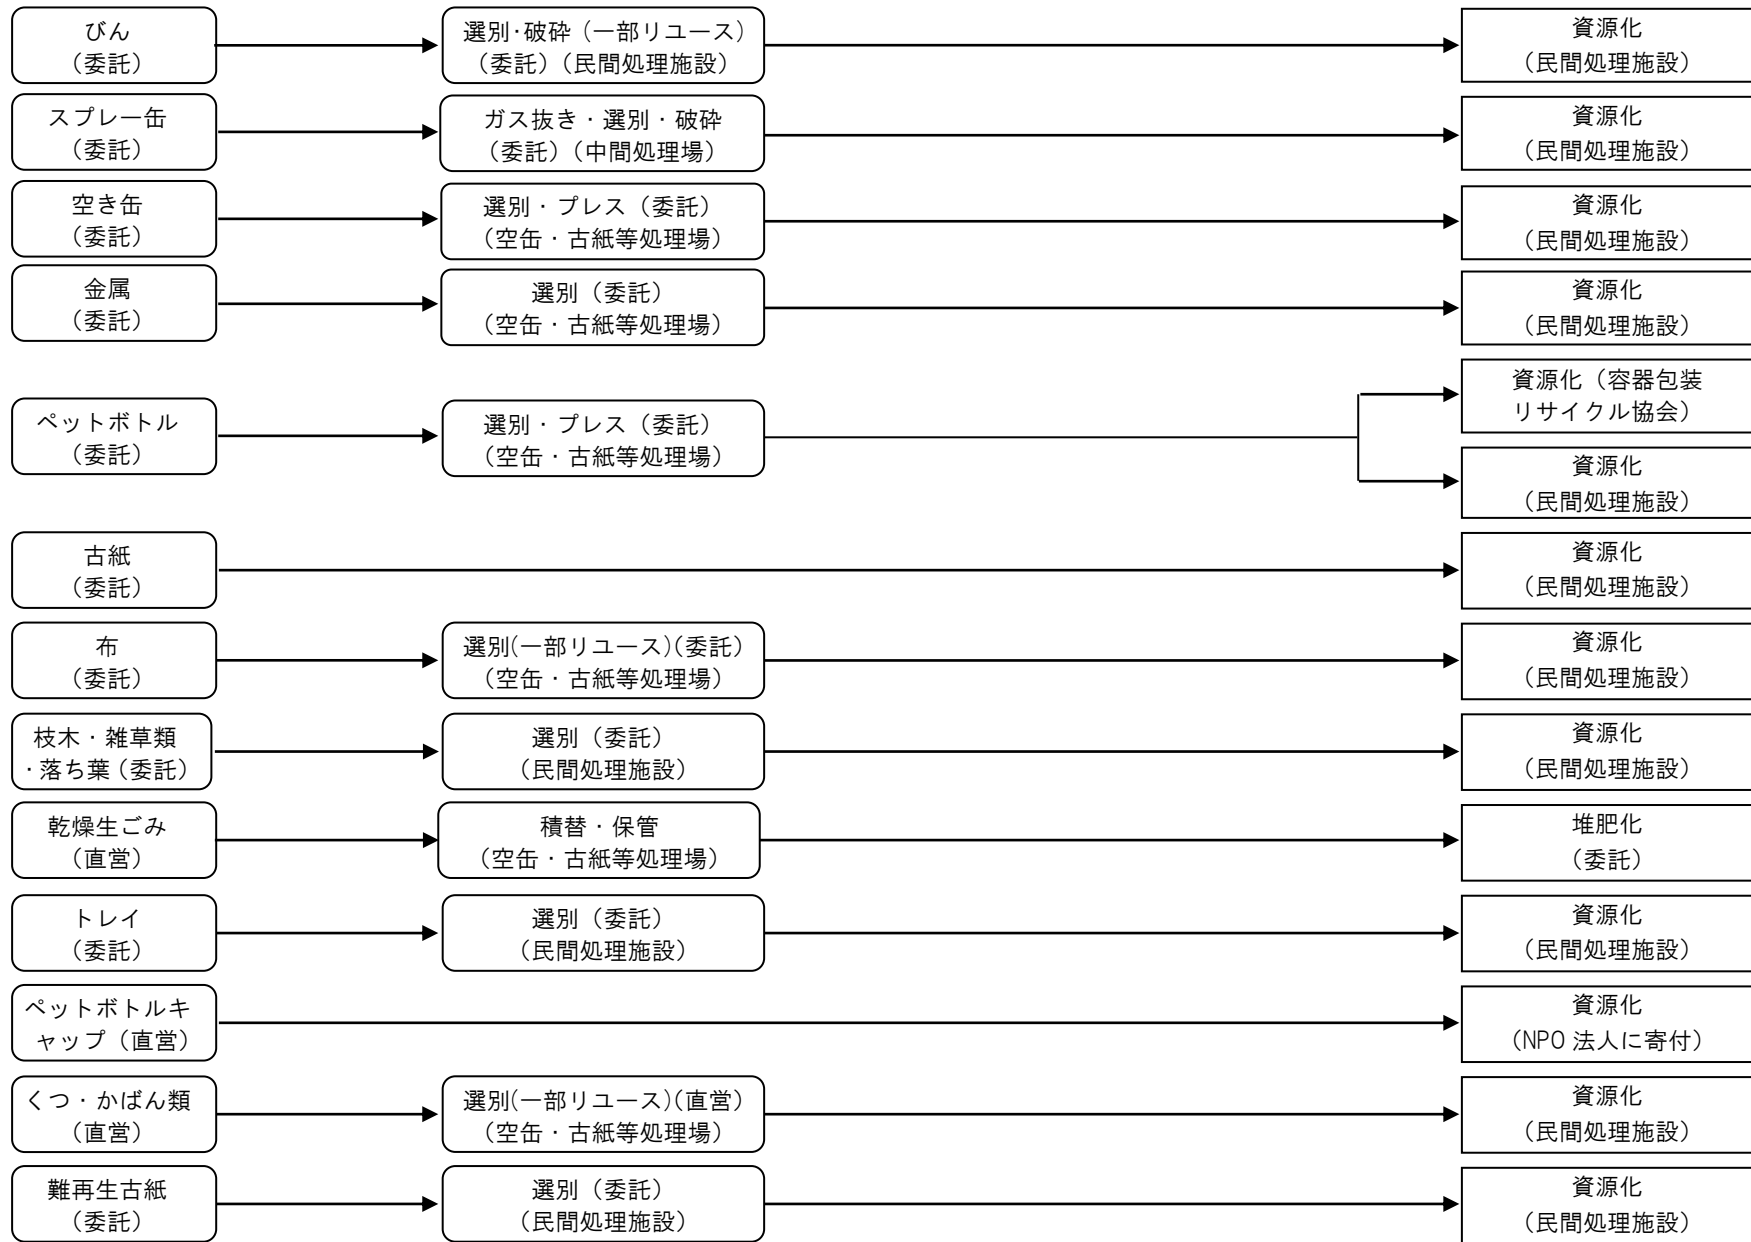 びん
（委託）
選別･破砕（一部リユース）
（委託）（民間処理施設）
資源化
（民間処理施設）
スプレー缶
（委託）
ガス抜き・選別・破砕
（委託）（中間処理場）
資源化
（民間処理施設）
空き缶
（委託）
選別・プレス（委託）
（空缶・古紙等処理場）
資源化
（民間処理施設）
金属
（委託）
選別（委託）
（空缶・古紙等処理場）
資源化
（民間処理施設）
ペットボトル
（委託）
選別・プレス（委託）
（空缶・古紙等処理場）
資源化（容器包装
リサイクル協会）
資源化
（民間処理施設）
古紙
（委託）
資源化
（民間処理施設）
布
（委託）
選別(一部リユース)(委託）
（空缶・古紙等処理場）
資源化
（民間処理施設）
枝木・雑草類
・落ち葉（委託）
選別（委託）
（民間処理施設）
資源化
（民間処理施設）
乾燥生ごみ
（直営）
積替・保管
（空缶・古紙等処理場）
堆肥化
（委託）
トレイ
（委託）
選別（委託）
（民間処理施設）
資源化
（民間処理施設）
ペットボトルキ
ャップ（直営）
資源化
（NPO 法人に寄付）
くつ・かばん類
（直営）
選別(一部リユース)(直営）
（空缶・古紙等処理場）
資源化
（民間処理施設）
難再生古紙
（委託）
選別（委託）
（民間処理施設）
資源化
（民間処理施設）